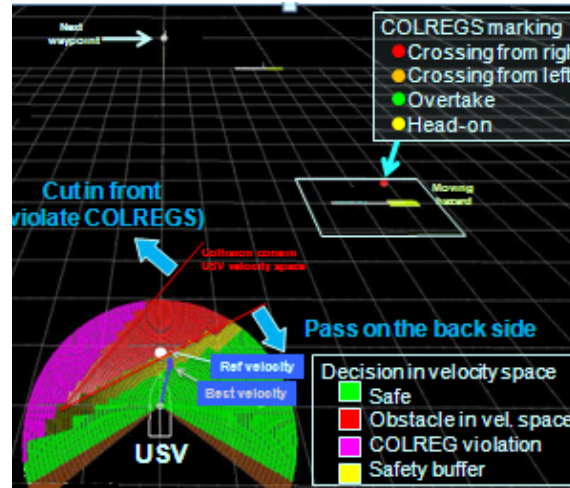 Next
waypoint
COLREGS marking
Crossing from righ
Crossing from left
Overtake
Head-on
Moving
hazard
Cut in front
violate COLREGS)
Collision cone in
USV velocity space
Pass on the back side
Ref velocity
Best velocity
USV
Decision in velocity space
Safe
Obstacle in vel. space
COLREG violation
Safety buffer